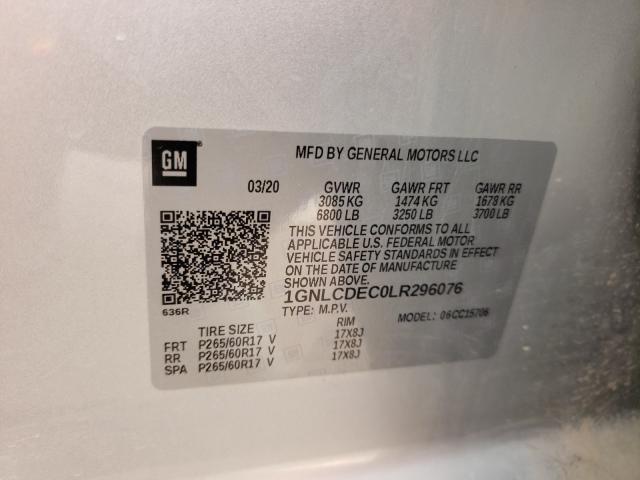 GM
MFD BY GENERAL MOTORS LLC
03/20 GVWR GAWR FRT GAWR RR
3085 KG 1474 KG 1678 KG
6800 LB 3250 LB 3700 LB
THIS VEHICLE CONFORMS TO ALL
APPLICABLE U.S. FEDERAL MOTOR
VEHICLE SAFETY STANDARDS IN EFFECT
ON THE DATE OF MANUFACTURE
SHOWN ABOVE.
1GNLCDEC0LR296076
636R
TYPE: M.P.V. MODEL: 06CC15706
TIRE SIZE RIM
FRT P265/60R17 V 17X8J
RR P265/60R17 V 17X8J
SPA P265/60R17 V 17X8J